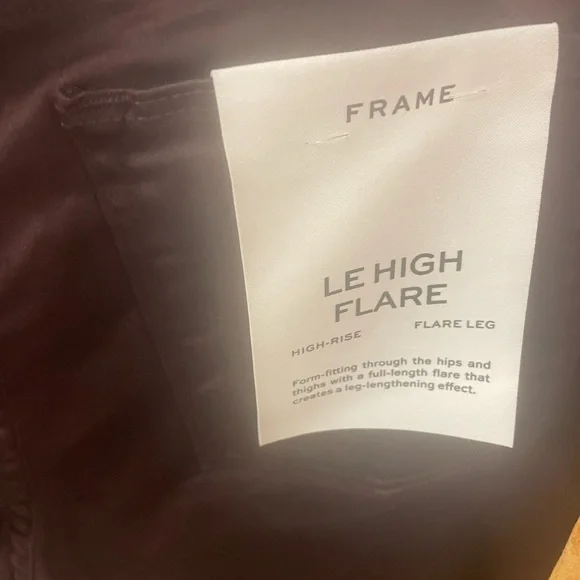 FRAME
LE HIGH
FLARE
HIGH-RISE FLARE LEG
Form-fitting through the hips and
thighs with a full-length flare that
creates a leg-lengthening effect.